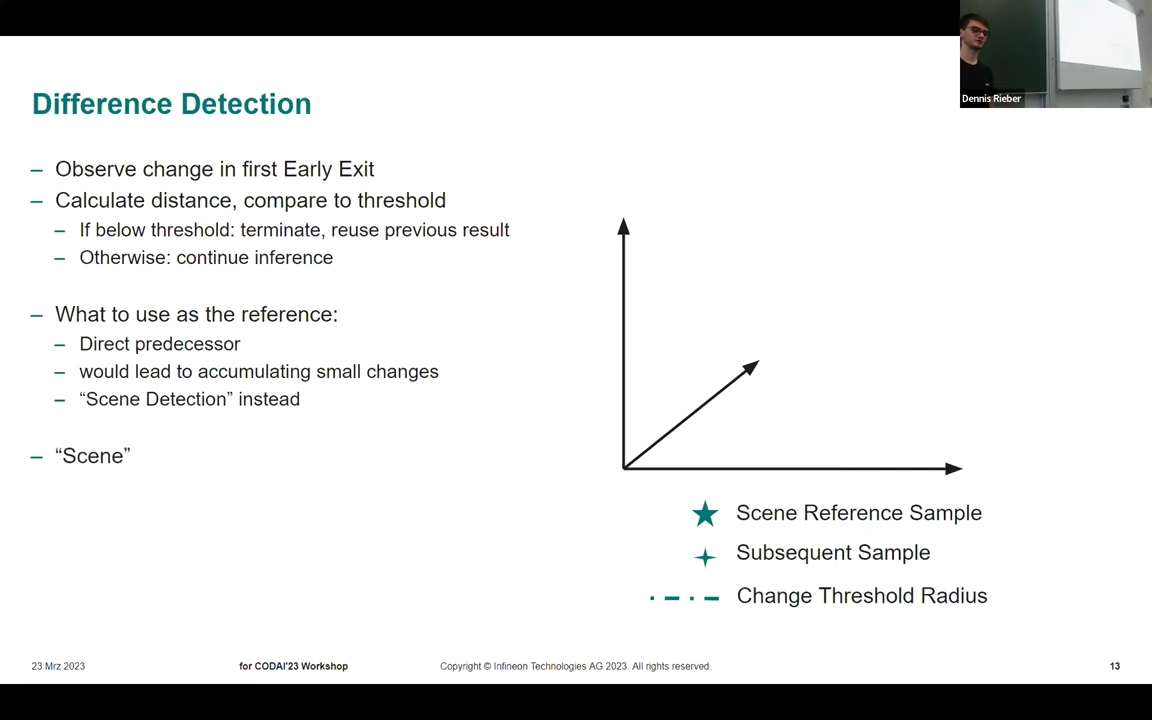 Dennis Rieber
Difference Detection
– Observe change in first Early Exit
– Calculate distance, compare to threshold
– If below threshold: terminate, reuse previous result
– Otherwise: continue inference
– What to use as the reference:
– Direct predecessor
– would lead to accumulating small changes
– “Scene Detection” instead
– “Scene”
Scene Reference Sample
Subsequent Sample
Change Threshold Radius
23 Mrz 2023
for CODAI'23 Workshop
Copyright © Infineon Technologies AG 2023. All rights reserved.
13